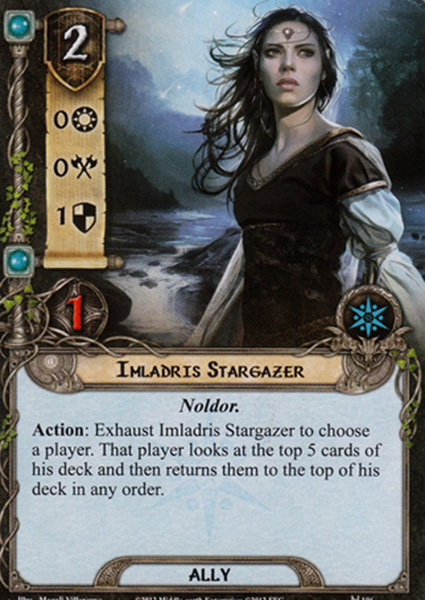 2
0
0
1
1
Imladris Stargazer
Noldor.
Action: Exhaust Imladris Stargazer to choose
a player. That player looks at the top 5 cards of
his deck and then returns them to the top of his
deck in any order.
ALLY